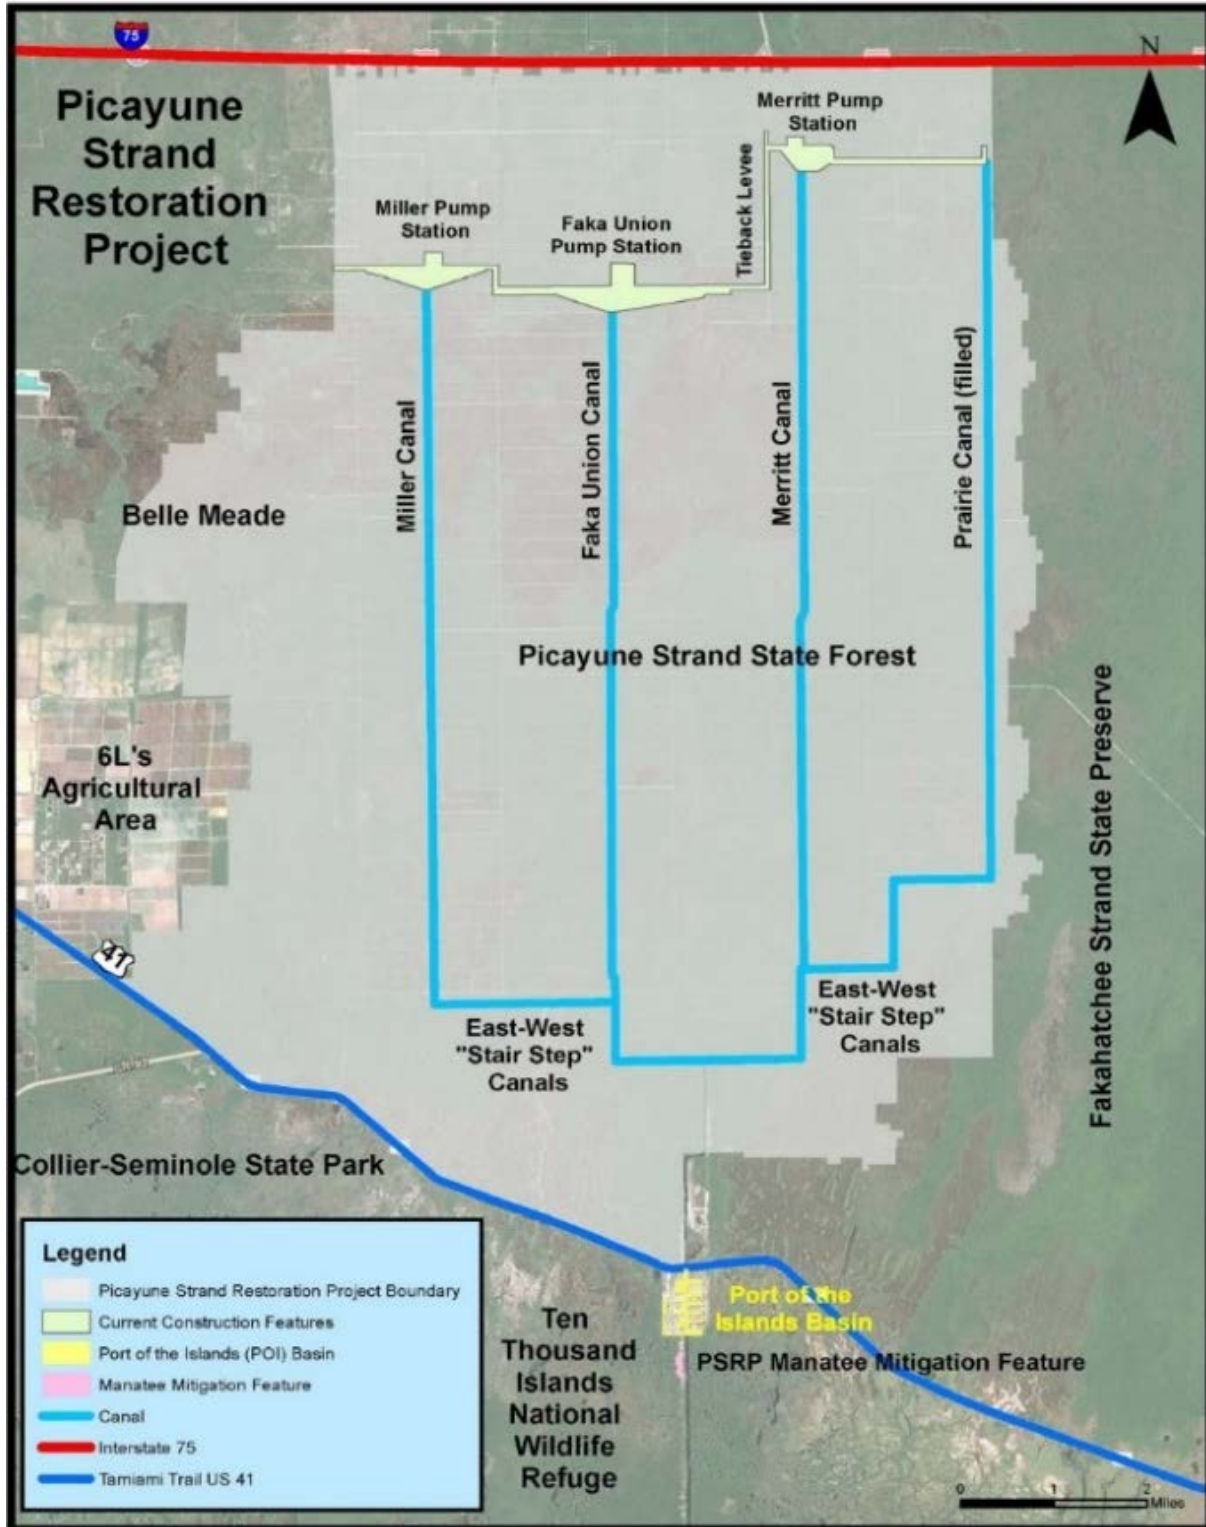 75
N
Picayune
Strand
Restoration
Project
Merritt Pump
Station
Miller Pump
Station
Faka Union
Pump Station
Tieback Levee
Miller Canal
Faka Union Canal
Merritt Canal
Prairie Canal (filled)
Belle Meade
Picayune Strand State Forest
6L's
Agricultural
Area
Fakahatchee Strand State Preserve
41
East-West
"Stair Step"
Canals
East-West
"Stair Step"
Canals
Collier-Seminole State Park
Legend
Picayune Strand Restoration Project Boundary
Current Construction Features
Port of the Islands (POI) Basin
Manatee Mitigation Feature
Canal
Interstate 75
Tamiami Trail US 41
Port of the
Islands Basin
Ten
Thousand
Islands
National
Wildlife
Refuge
PSRP Manatee Mitigation Feature
0 1 2
Miles